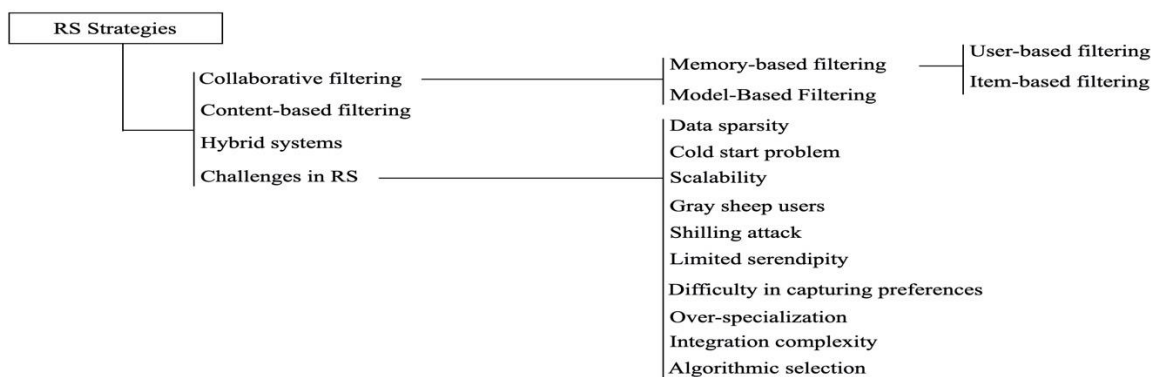 RS Strategies
Collaborative filtering
Content-based filtering
Hybrid systems
Challenges in RS
Memory-based filtering
Model-Based Filtering
User-based filtering
Item-based filtering
Data sparsity
Cold start problem
Scalability
Gray sheep users
Shilling attack
Limited serendipity
Difficulty in capturing preferences
Over-specialization
Integration complexity
Algorithmic selection